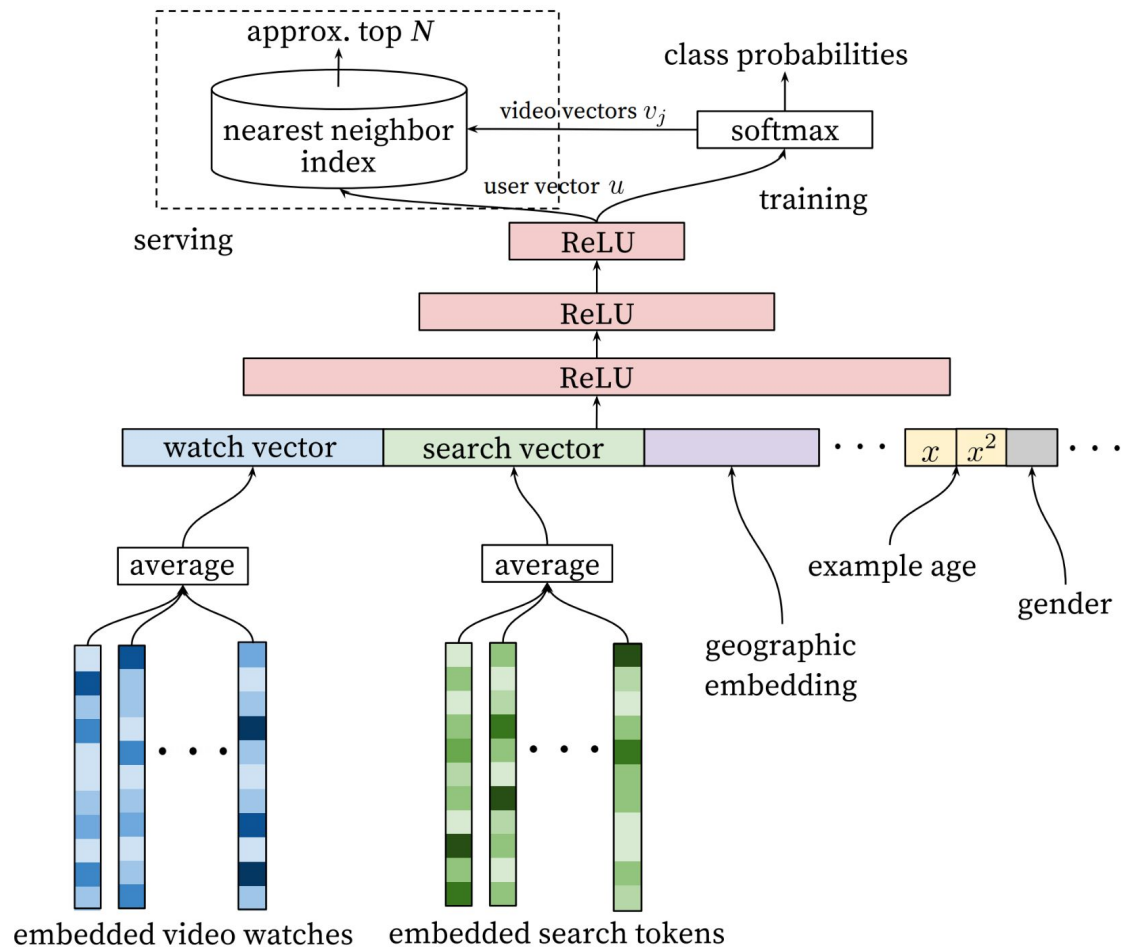 approx. top N
class probabilities
nearest neighbor
index
video vectors v_j
softmax
user vector u
training
serving
ReLU
ReLU
ReLU
watch vector
search vector
. . .
x
x²
. . .
average
average
example age
gender
geographic
embedding
. . .
. . .
embedded video watches
embedded search tokens